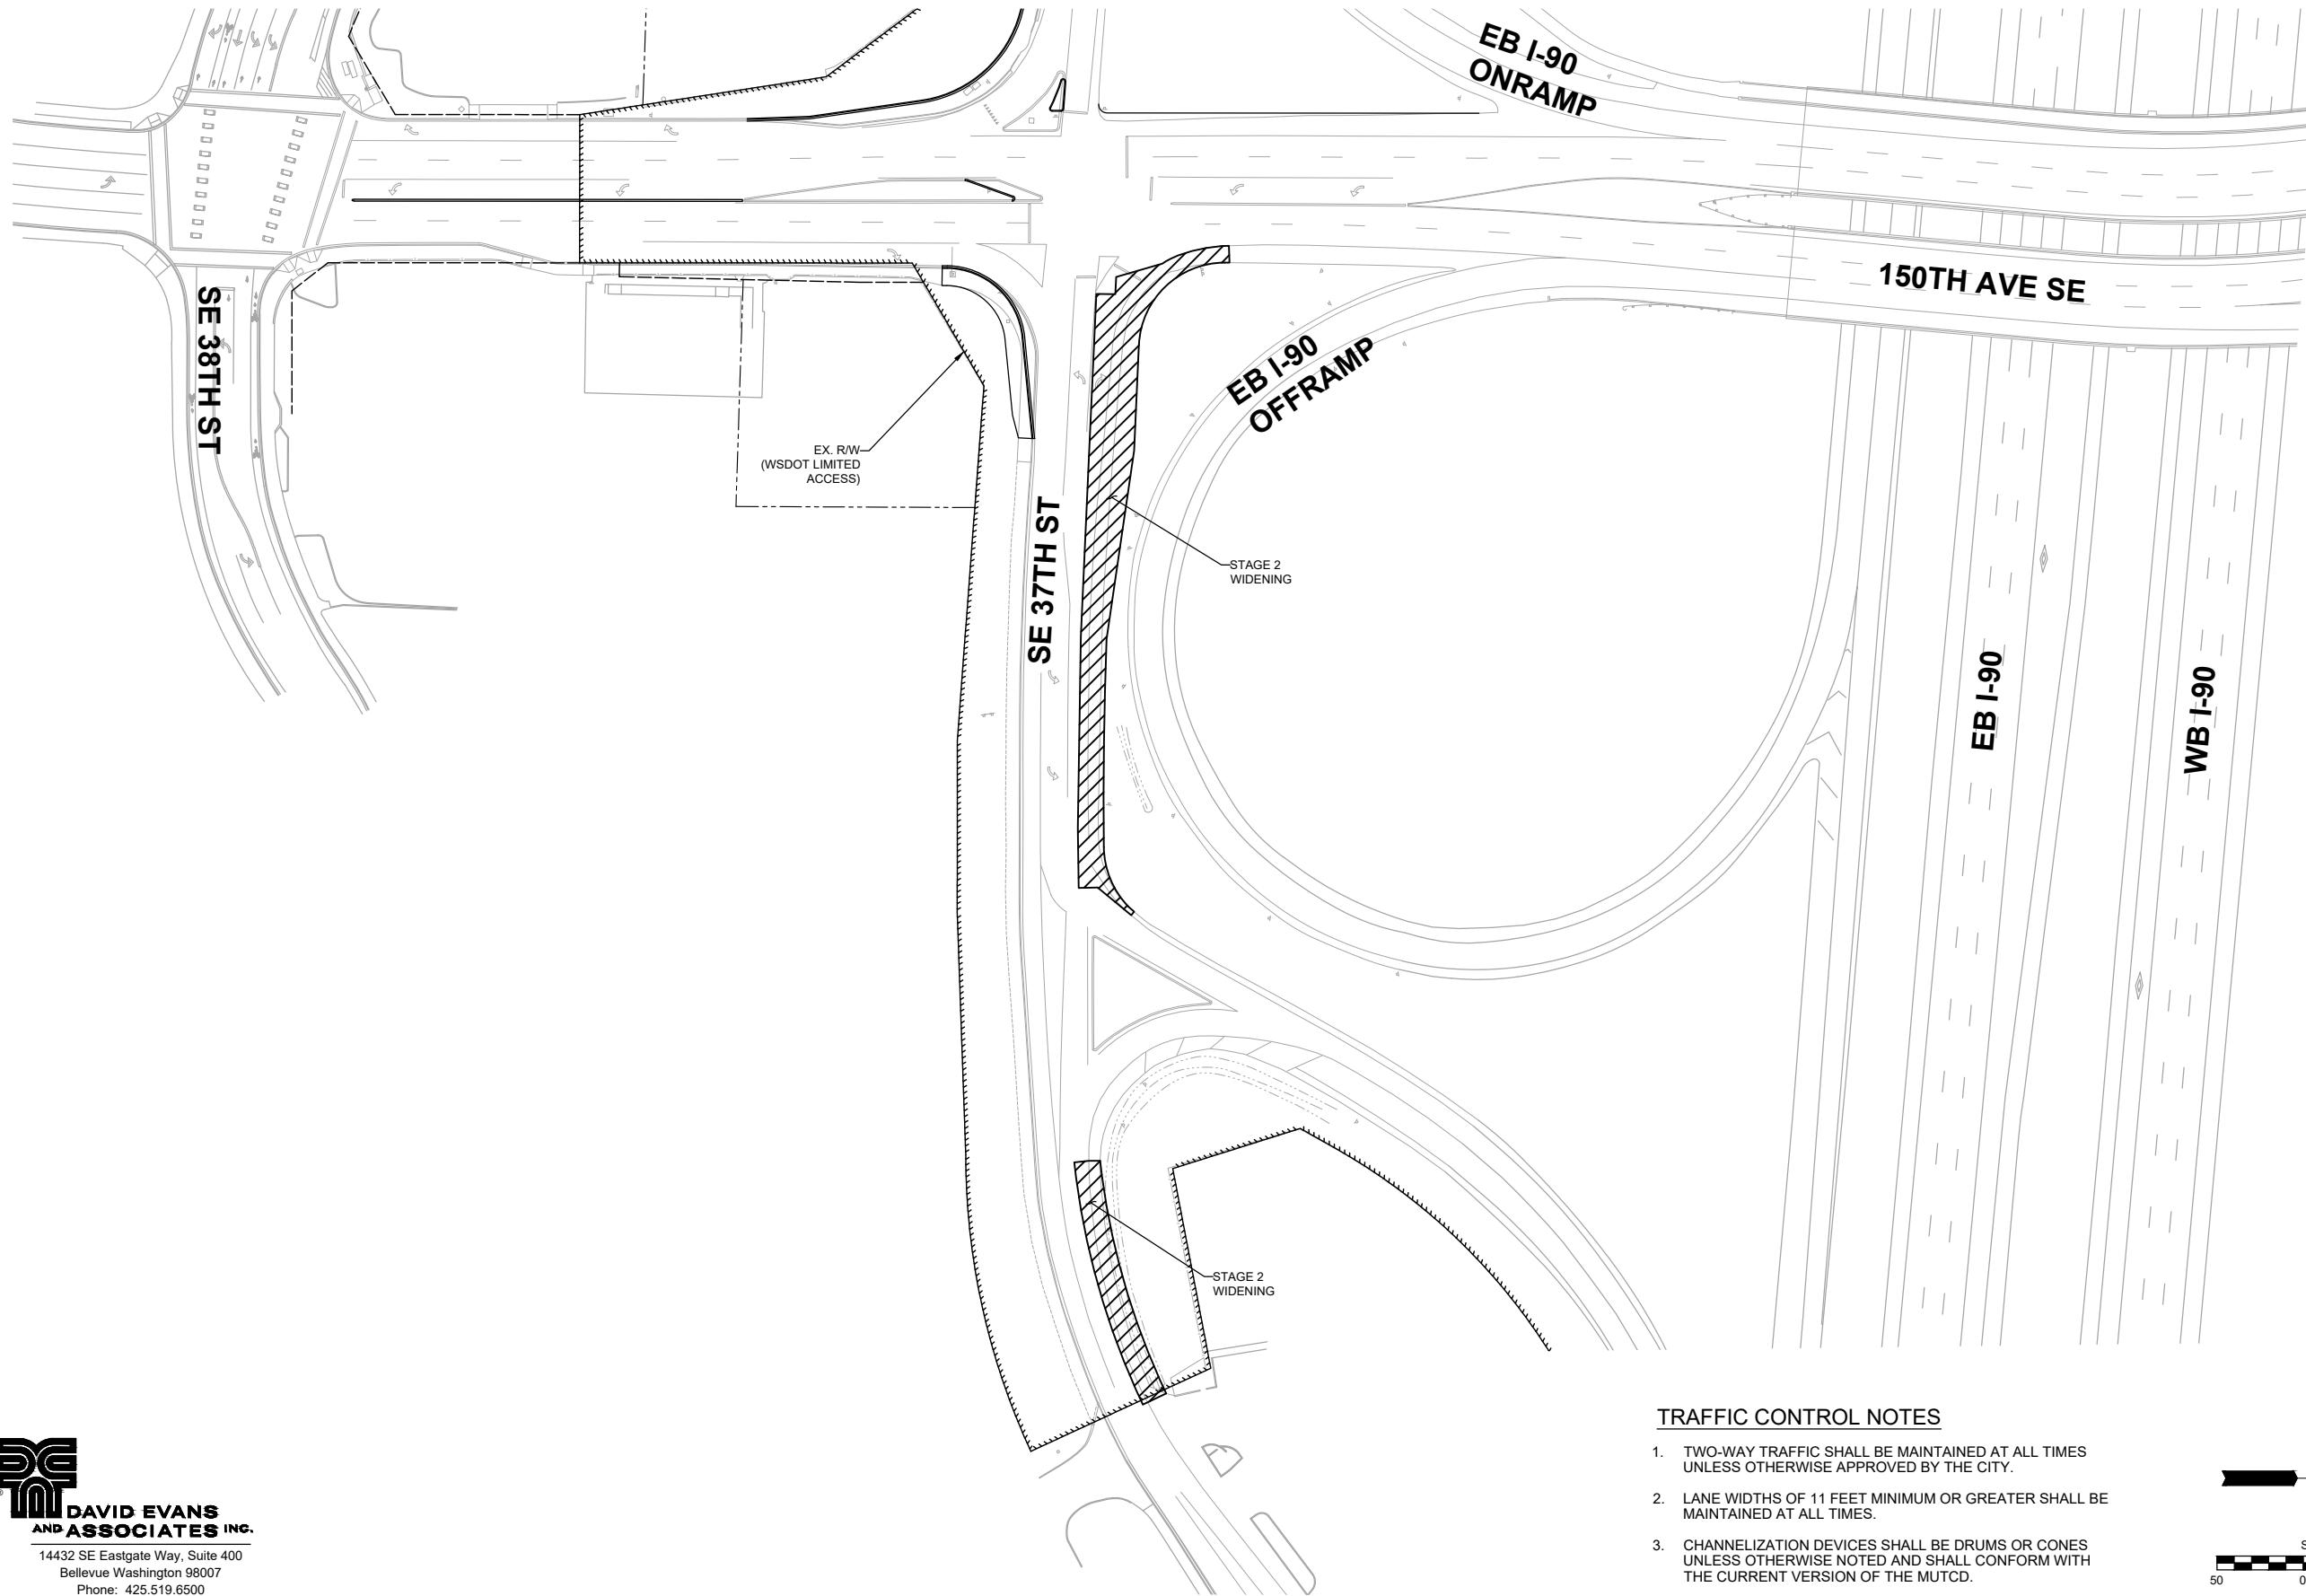 EB I-90
ONRAMP
150TH AVE SE
SE 38TH ST
EB I-90
OFFRAMP
EX. R/W
(WSDOT LIMITED
ACCESS)
SE 37TH ST
STAGE 2
WIDENING
EB I-90
WB I-90
STAGE 2
WIDENING
TRAFFIC CONTROL NOTES
1. TWO-WAY TRAFFIC SHALL BE MAINTAINED AT ALL TIMES
UNLESS OTHERWISE APPROVED BY THE CITY.
2. LANE WIDTHS OF 11 FEET MINIMUM OR GREATER SHALL BE
MAINTAINED AT ALL TIMES.
3. CHANNELIZATION DEVICES SHALL BE DRUMS OR CONES
UNLESS OTHERWISE NOTED AND SHALL CONFORM WITH
THE CURRENT VERSION OF THE MUTCD.
DAVID EVANS
AND ASSOCIATES INC.
14432 SE Eastgate Way, Suite 400
Bellevue Washington 98007
Phone: 425.519.6500
S
50 0